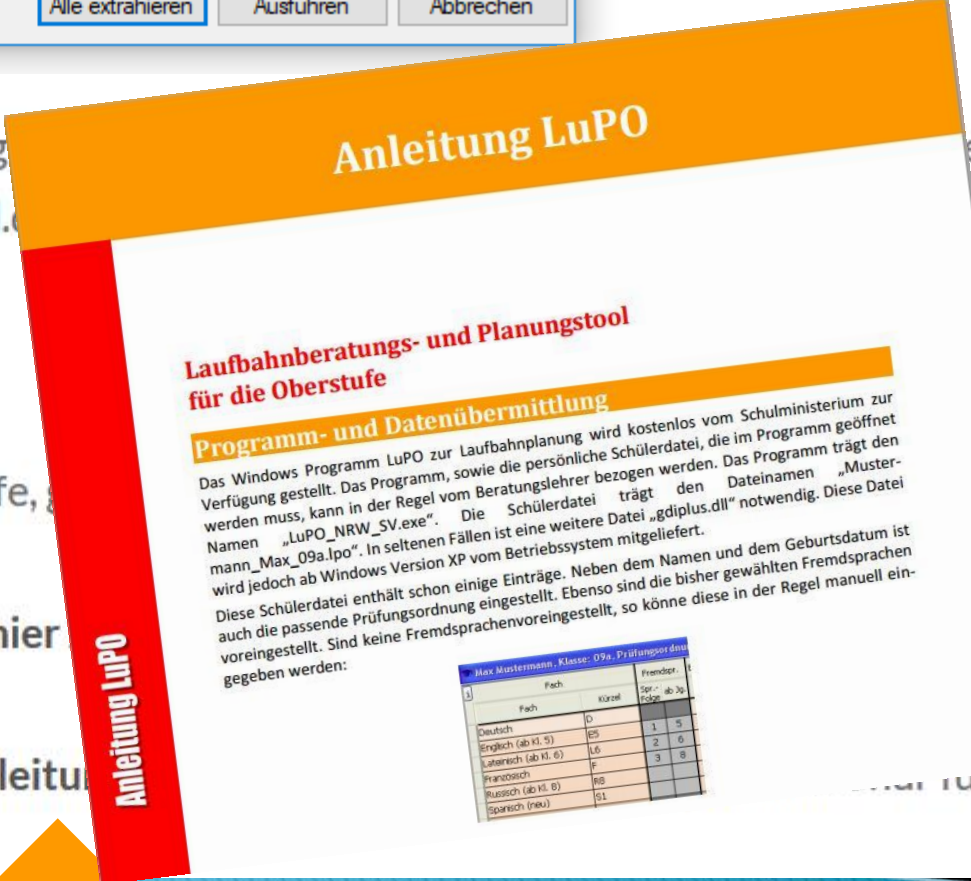 Alle extrahieren Ausführen Abbrechen
Anleitung LuPO
Laufbahnberatungs- und Planungstool
für die Oberstufe
Programm- und Datenübermittlung
Das Windows Programm LuPO zur Laufbahnplanung wird kostenlos vom Schulministerium zur
Verfügung gestellt. Das Programm, sowie die persönliche Schülerdatei, die im Programm geöffnet
werden muss, kann in der Regel vom Beratungslehrer bezogen werden. Das Programm trägt den
Namen „LuPO_NRW_SV.exe“. Die Schülerdatei trägt den Dateinamen „Muster-
mann_Max_09a.lpo“. In seltenen Fällen ist eine weitere Datei „gdiplus.dll“ notwendig. Diese Datei
wird jedoch ab Windows Version XP vom Betriebssystem mitgeliefert.
Diese Schülerdatei enthält schon einige Einträge. Neben dem Namen und dem Geburtsdatum ist
auch die passende Prüfungsordnung eingestellt. Ebenso sind die bisher gewählten Fremdsprachen
voreingestellt. Sind keine Fremdsprachenvoreingestellt, so könne diese in der Regel manuell ein-
gegeben werden:
Max Mustermann, Klasse: 09a, Prüfungsordnu
1 Fach Fremdspr.
Fach Kürzel Spr.- Folge ab Jg.
Deutsch D
Englisch (ab Kl. 5) E5 1 5
Lateinisch (ab Kl. 6) L6 2 6
Französisch F 3 8
Russisch (ab Kl. 8) R8
Spanisch (neu) S1
Anleitung LuPO
fe,
hier
leitu